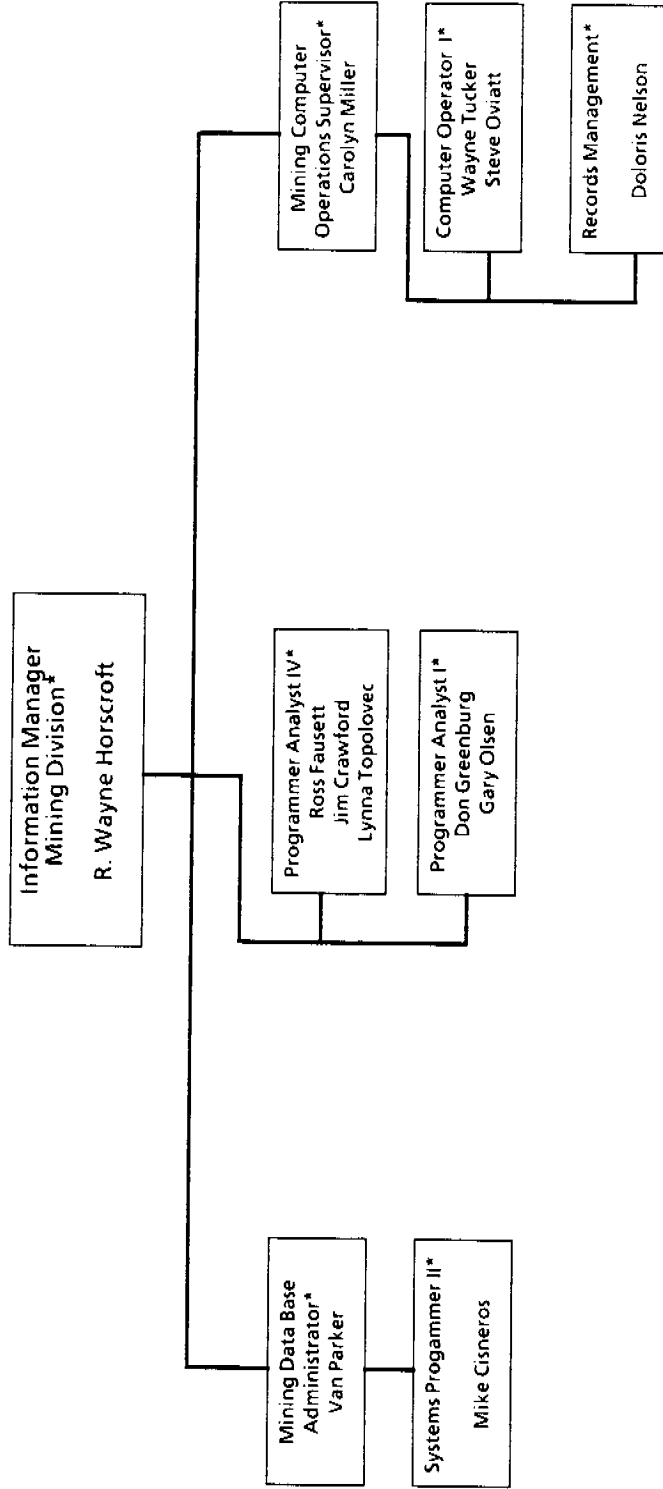 Information Manager
Mining Division*
R. Wayne Horscroft
Mining Data Base
Administrator*
Van Parker
Systems Progammer II*
Mike Cisneros
Programmer Analyst IV*
Ross Fausett
Jim Crawford
Lynna Topolovec
Programmer Analyst I*
Don Greenburg
Gary Olsen
Mining Computer
Operations Supervisor*
Carolyn Miller
Computer Operator I*
Wayne Tucker
Steve Oviatt
Records Management*
Doloris Nelson